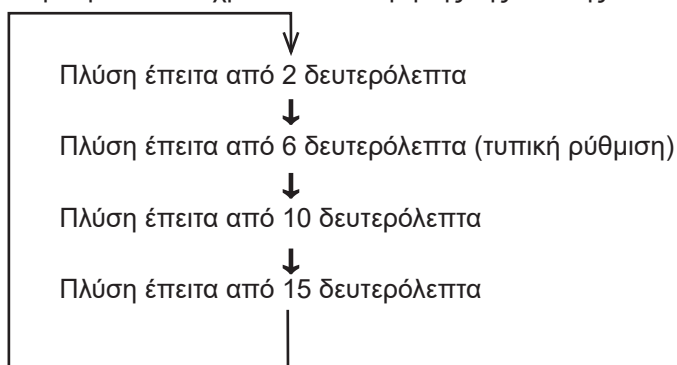 Πλύση έπειτα από 2 δευτερόλεπτα
Πλύση έπειτα από 6 δευτερόλεπτα (τυπική ρύθμιση)
Πλύση έπειτα από 10 δευτερόλεπτα
Πλύση έπειτα από 15 δευτερόλεπτα